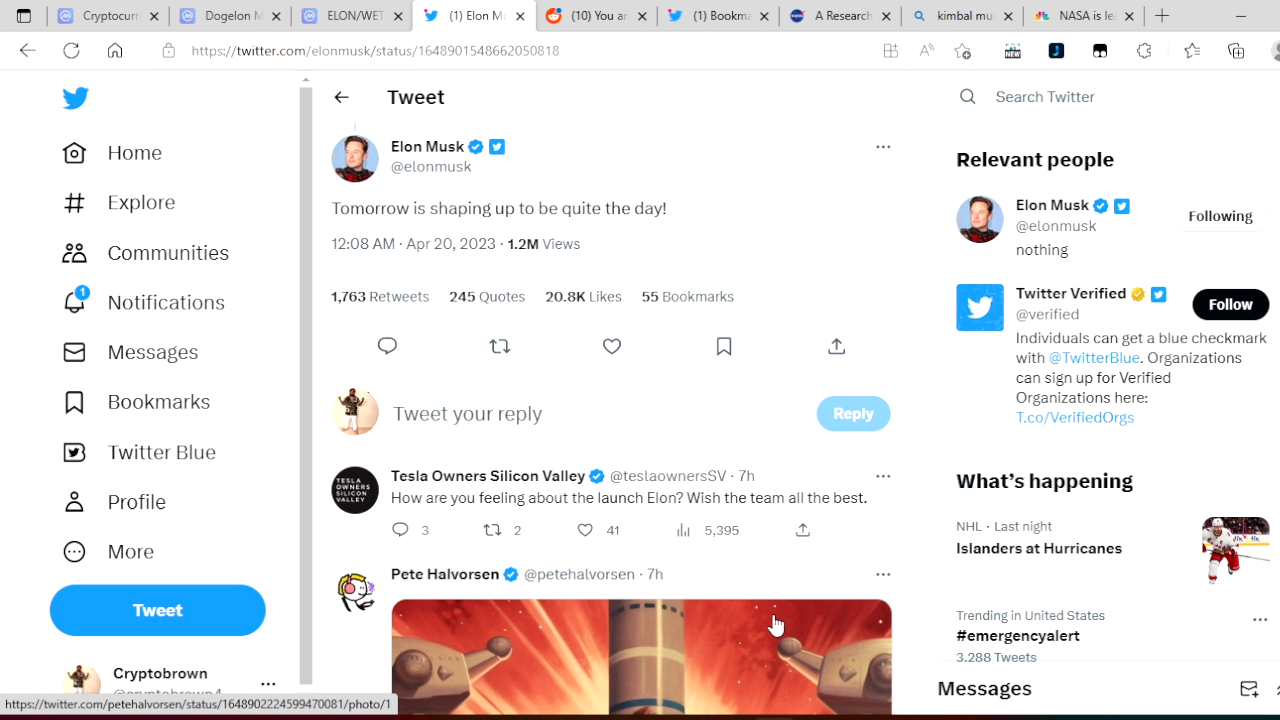 Cryptocurr
Dogelon M
ELON/WET
(1) Elon M
(10) You ar
(1) Bookma
A Research
kimbal mus
NASA is le
https://twitter.com/elonmusk/status/1648901548662050818
NEW
Home
Explore
Communities
1
Notifications
Messages
Bookmarks
Twitter Blue
Profile
More
Tweet
Cryptobrown
@cryptobrown4
https://twitter.com/petehalvorsen/status/1648902224599470081/photo/1
Tweet
Elon Musk
@elonmusk
Tomorrow is shaping up to be quite the day!
12:08 AM · Apr 20, 2023 · 1.2M Views
1,763 Retweets 245 Quotes 20.8K Likes 55 Bookmarks
Tweet your reply
Reply
TESLA OWNERS SILICON VALLEY
Tesla Owners Silicon Valley @teslaownersSV · 7h
How are you feeling about the launch Elon? Wish the team all the best.
3 2 41 5,395
Pete Halvorsen @petehalvorsen · 7h
Search Twitter
Relevant people
Elon Musk
@elonmusk
Following
nothing
Twitter Verified
@verified
Follow
Individuals can get a blue checkmark
with @TwitterBlue. Organizations
can sign up for Verified
Organizations here:
T.co/VerifiedOrgs
What's happening
NHL · Last night
Islanders at Hurricanes
Trending in United States
#emergencyalert
3,288 Tweets
Messages